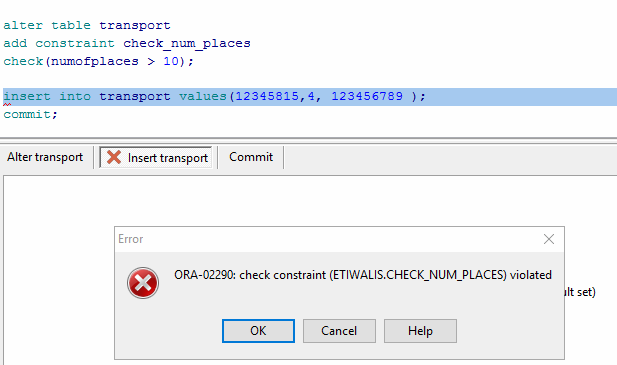 alter table transport
add constraint check_num_places
check(numofplaces > 10);
insert into transport values(12345815,4, 123456789 );
commit;
Alter transport Insert transport Commit
Error
ORA-02290: check constraint (ETIWALIS.CHECK_NUM_PLACES) violated
ult set)
OK Cancel Help